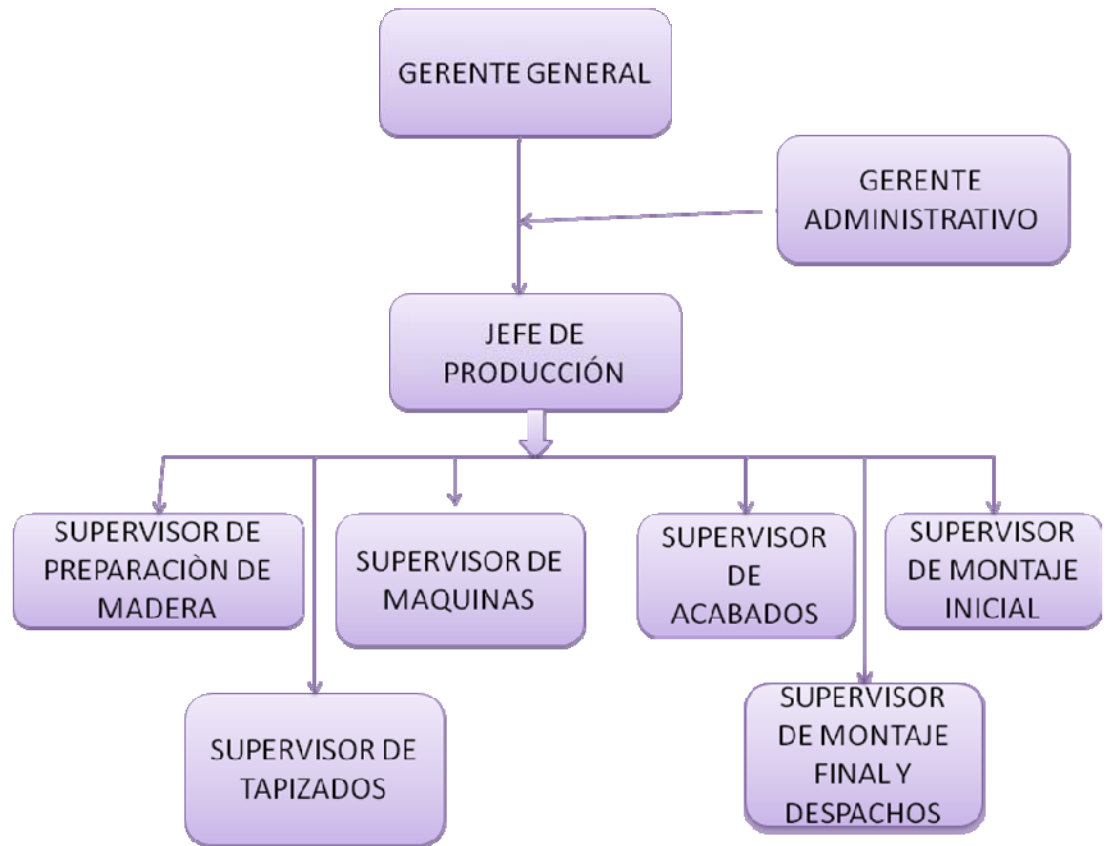 GERENTE GENERAL
GERENTE
ADMINISTRATIVO
JEFE DE
PRODUCCIÓN
SUPERVISOR DE
PREPARACIÒN DE
MADERA
SUPERVISOR DE
MAQUINAS
SUPERVISOR
DE
ACABADOS
SUPERVISOR
DE MONTAJE
INICIAL
SUPERVISOR DE
TAPIZADOS
SUPERVISOR
DE MONTAJE
FINAL Y
DESPACHOS